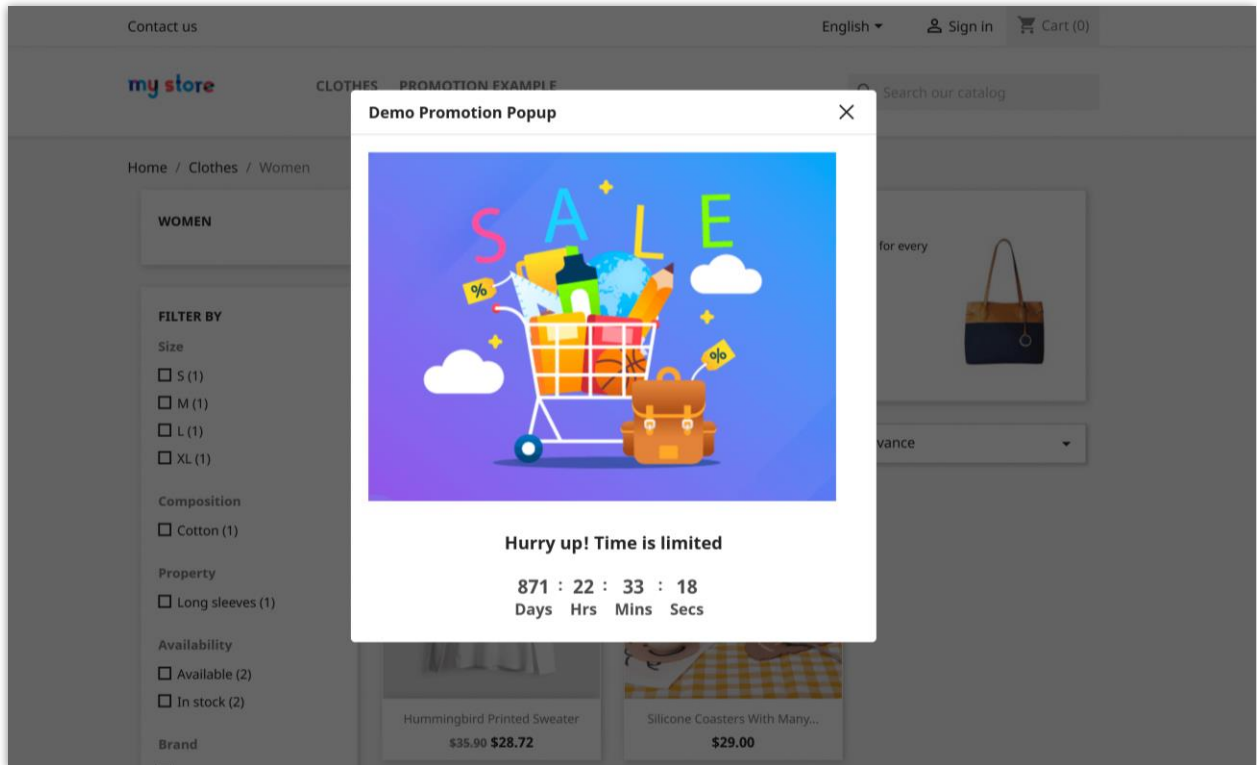 Contact us
English
Sign in
Cart (0)
my store
CLOTHES
PROMOTION EXAMPLE
Search our catalog
Demo Promotion Popup
Home / Clothes / Women
WOMEN
for every
SALE
%
%
FILTER BY
Size
S (1)
M (1)
L (1)
XL (1)
vance
Composition
Cotton (1)
Property
Long sleeves (1)
Availability
Available (2)
In stock (2)
Brand
Hurry up! Time is limited
871 : 22 : 33 : 18
Days Hrs Mins Secs
Hummingbird Printed Sweater
$35.90 $28.72
Silicone Coasters With Many...
$29.00